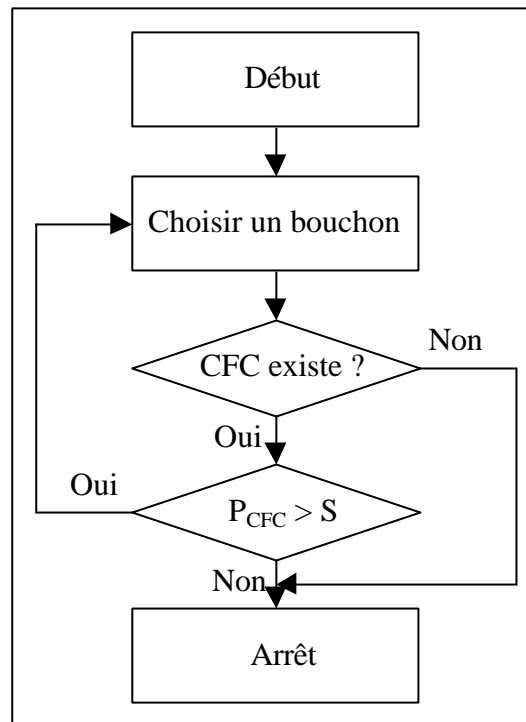 Début
Choisir un bouchon
CFC existe ?
Non
Oui
Oui
P_CFC > S
Non
Arrêt